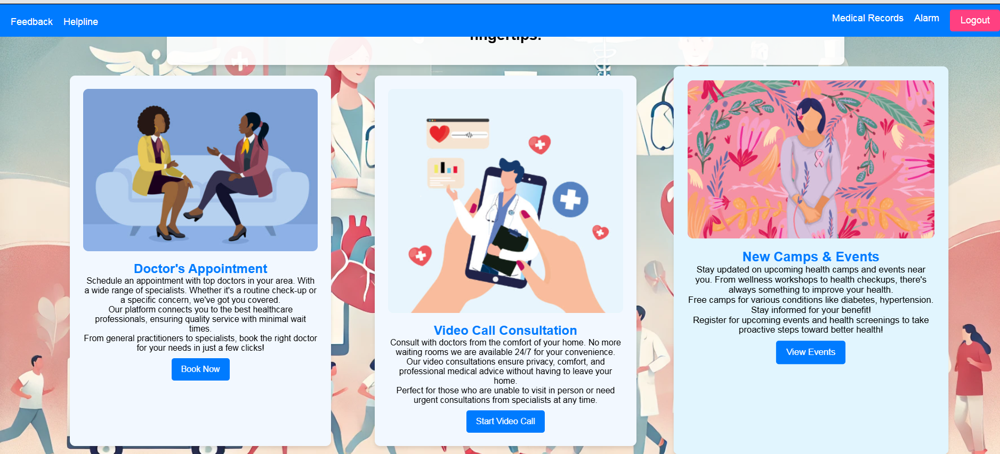 Feedback Helpline Medical Records Alarm Logout
fingertips.
Doctor's Appointment
Schedule an appointment with top doctors in your area. With
a wide range of specialists. Whether it's a routine check-up or
a specific concern, we've got you covered.
Our platform connects you to the best healthcare
professionals, ensuring quality service with minimal wait
times.
From general practitioners to specialists, book the right doctor
for your needs in just a few clicks!
Book Now
Video Call Consultation
Consult with doctors from the comfort of your home. No more
waiting rooms we are available 24/7 for your convenience.
Our video consultations ensure privacy, comfort, and
professional medical advice without having to leave your
home.
Perfect for those who are unable to visit in person or need
urgent consultations from specialists at any time.
Start Video Call
New Camps & Events
Stay updated on upcoming health camps and events near
you. From wellness workshops to health checkups, there's
always something to improve your health.
Free camps for various conditions like diabetes, hypertension.
Stay informed for your benefit!
Register for upcoming events and health screenings to take
proactive steps toward better health!
View Events